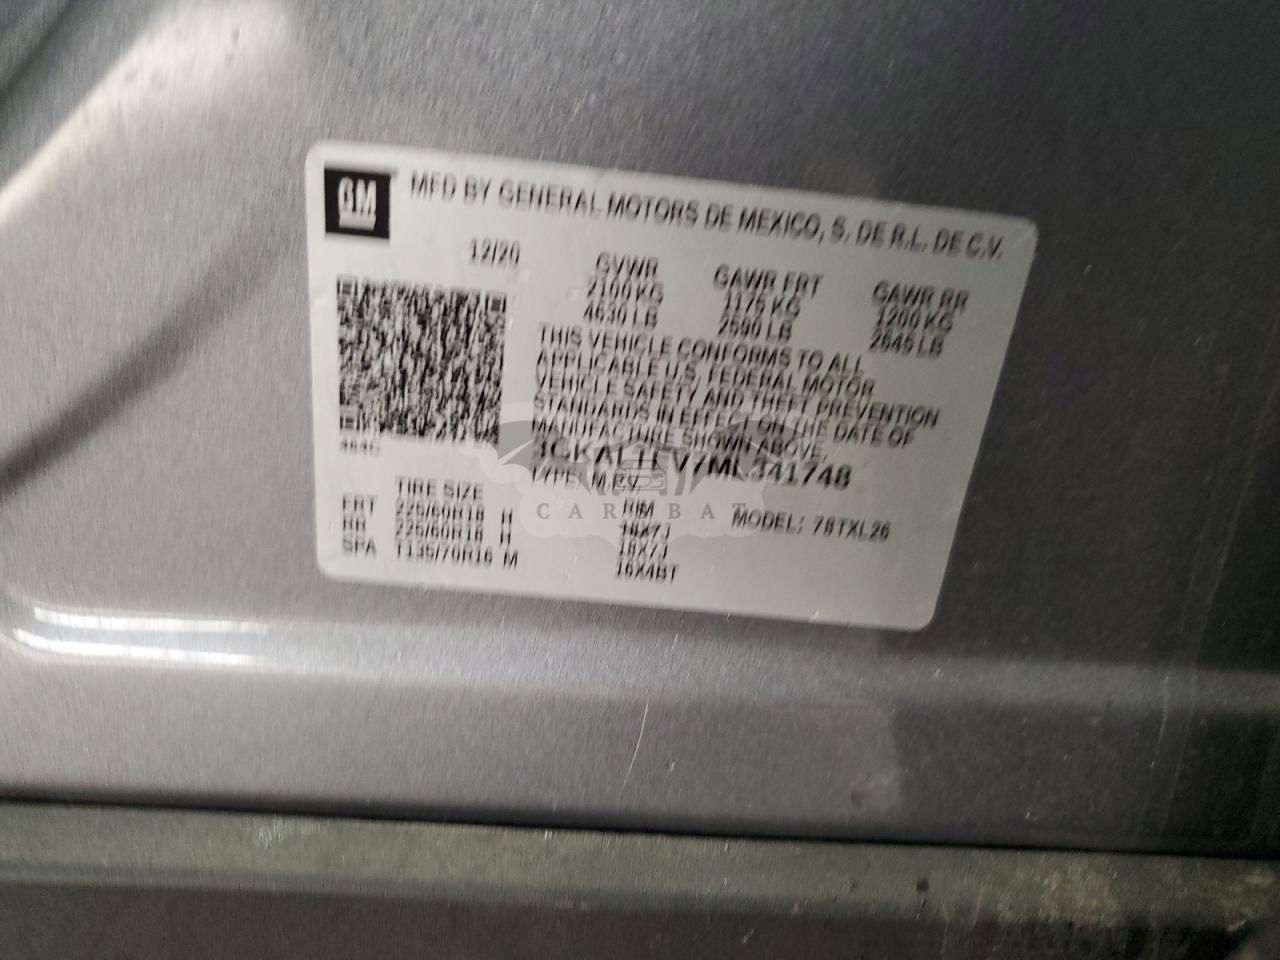 GM
MFD BY GENERAL MOTORS DE MEXICO, S. DE R.L. DE C.V.
12/20 GVWR GAWR FRT GAWR RR
2100 KG 1175 KG 1200 KG
4630 LB 2590 LB 2645 LB
THIS VEHICLE CONFORMS TO ALL
APPLICABLE U.S. FEDERAL MOTOR
VEHICLE SAFETY AND THEFT PREVENTION
STANDARDS IN EFFECT ON THE DATE OF
MANUFACTURE SHOWN ABOVE.
TYPE: M.P.V.
MODEL: 78TXL26
TIRE SIZE RIM
FRT 225/60R18 H 18X7J
RR 225/60R18 H 18X7J
SPA T135/70R16 M 16X4BT
CARIBAT